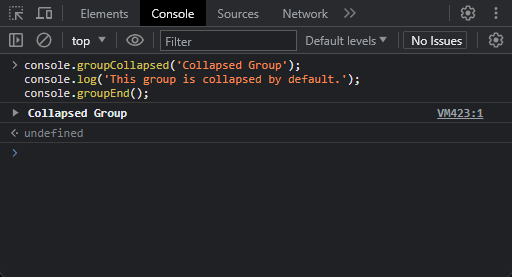 Elements Console Sources Network
top Filter Default levels No Issues
console.groupCollapsed('Collapsed Group');
console.log('This group is collapsed by default.');
console.groupEnd();
Collapsed Group VM423:1
undefined